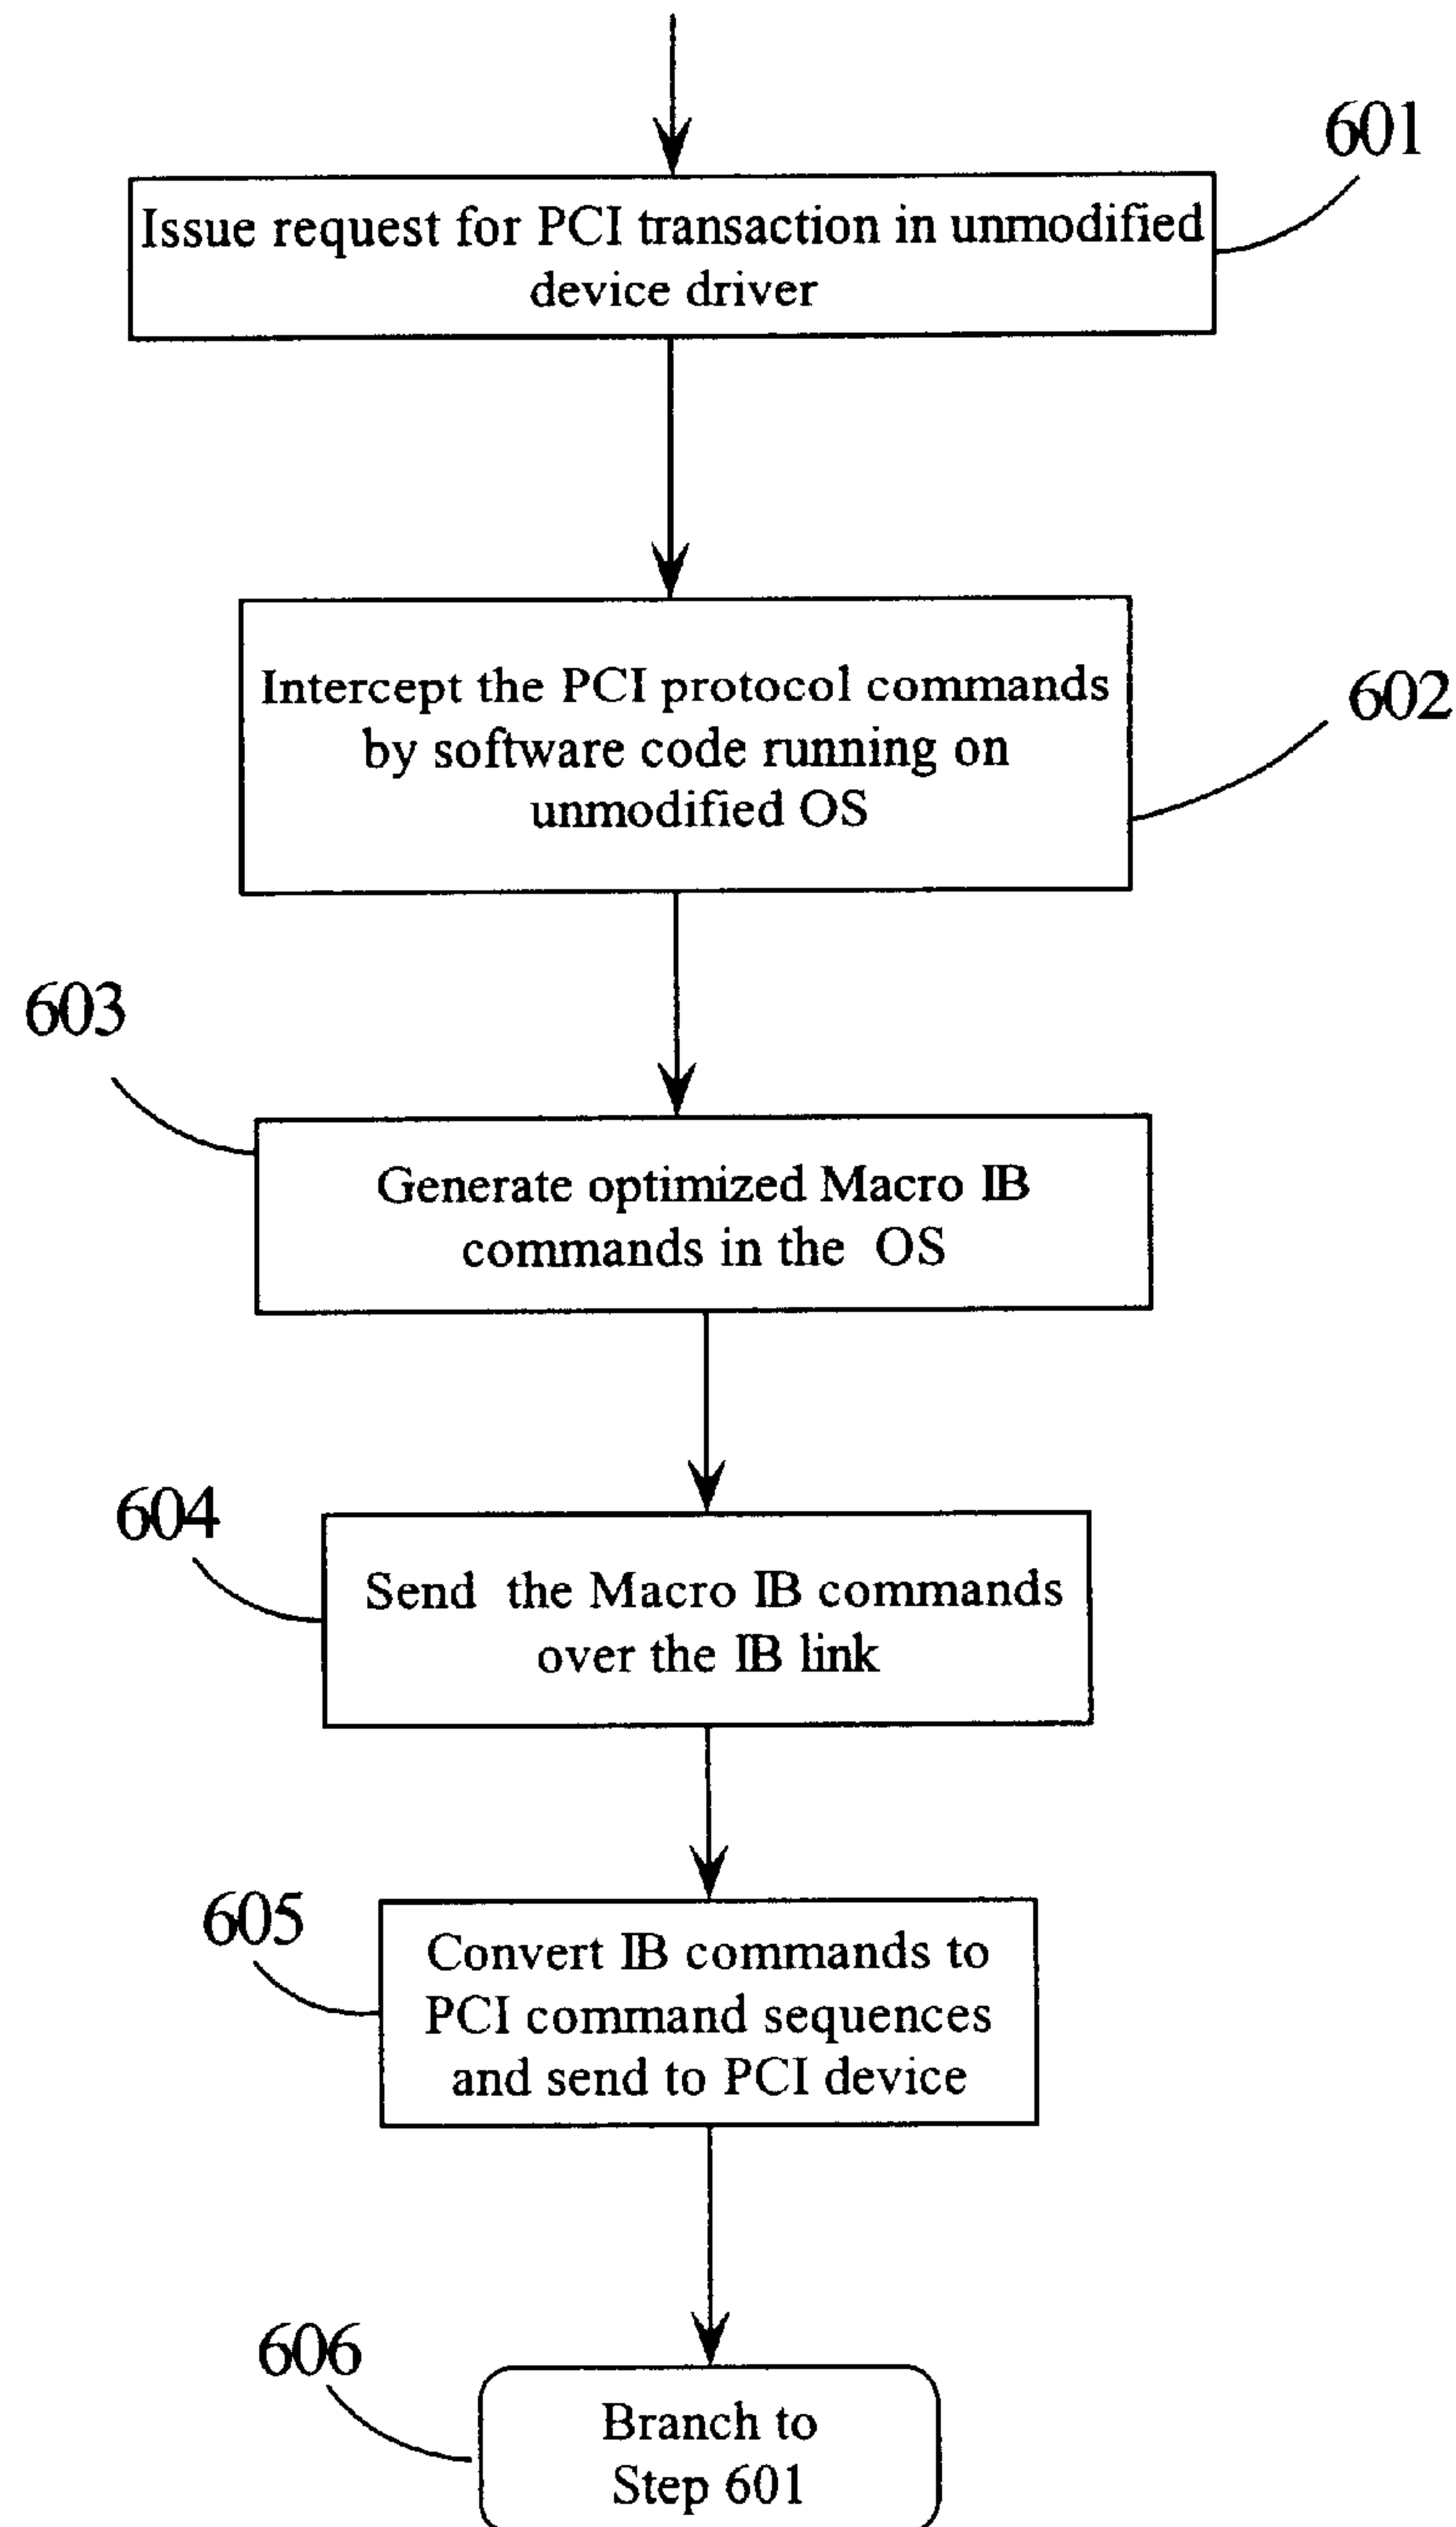 601
Issue request for PCI transaction in unmodified
device driver
602
Intercept the PCI protocol commands
by software code running on
unmodified OS
603
Generate optimized Macro IB
commands in the OS
604
Send the Macro IB commands
over the IB link
605
Convert IB commands to
PCI command sequences
and send to PCI device
606
Branch to
Step 601